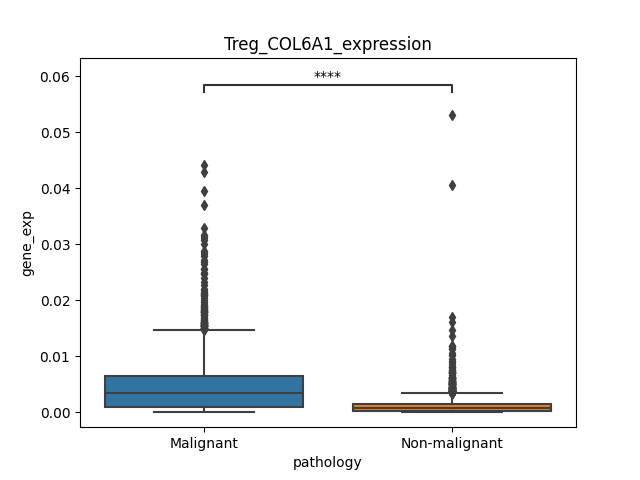 Treg_COL6A1_expression
****
0.06
0.05
0.04
0.03
0.02
0.01
0.00
gene_exp
Malignant
Non-malignant
pathology